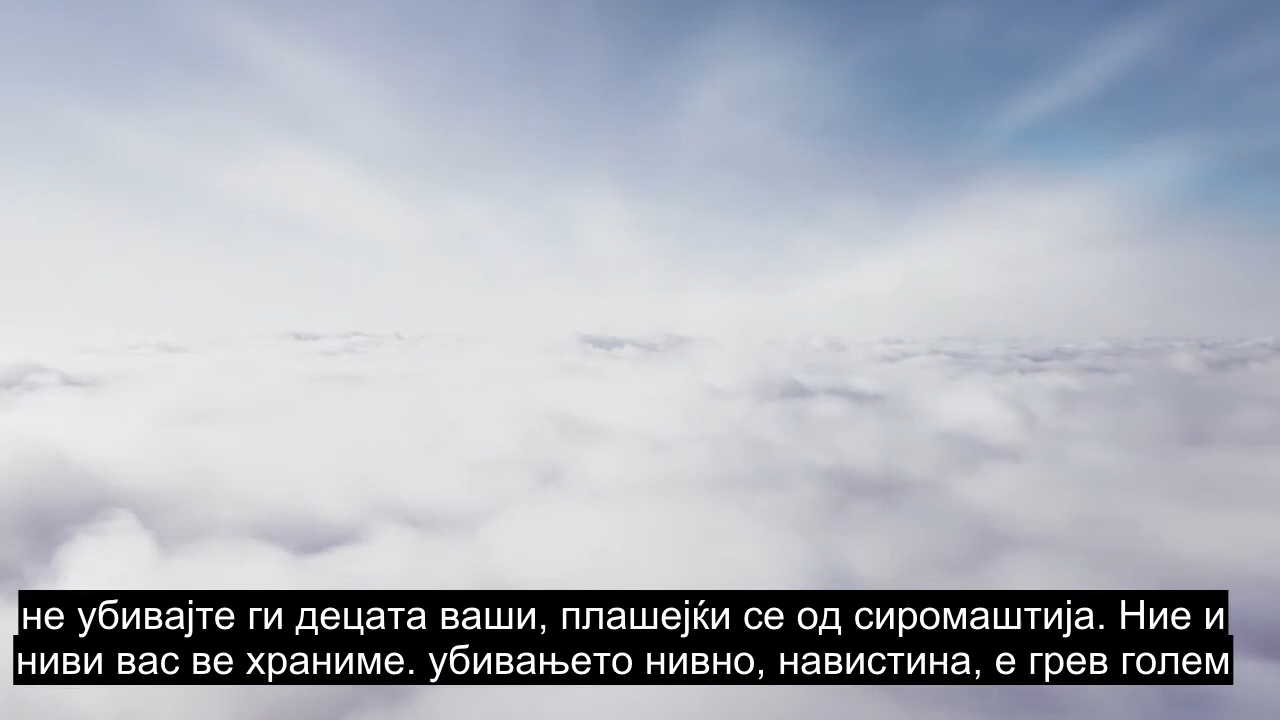 не убивајте ги децата ваши, плашејќи се од сиромаштија. Ние и
ниви вас ве храниме. убивањето нивно, навистина, е грев голем